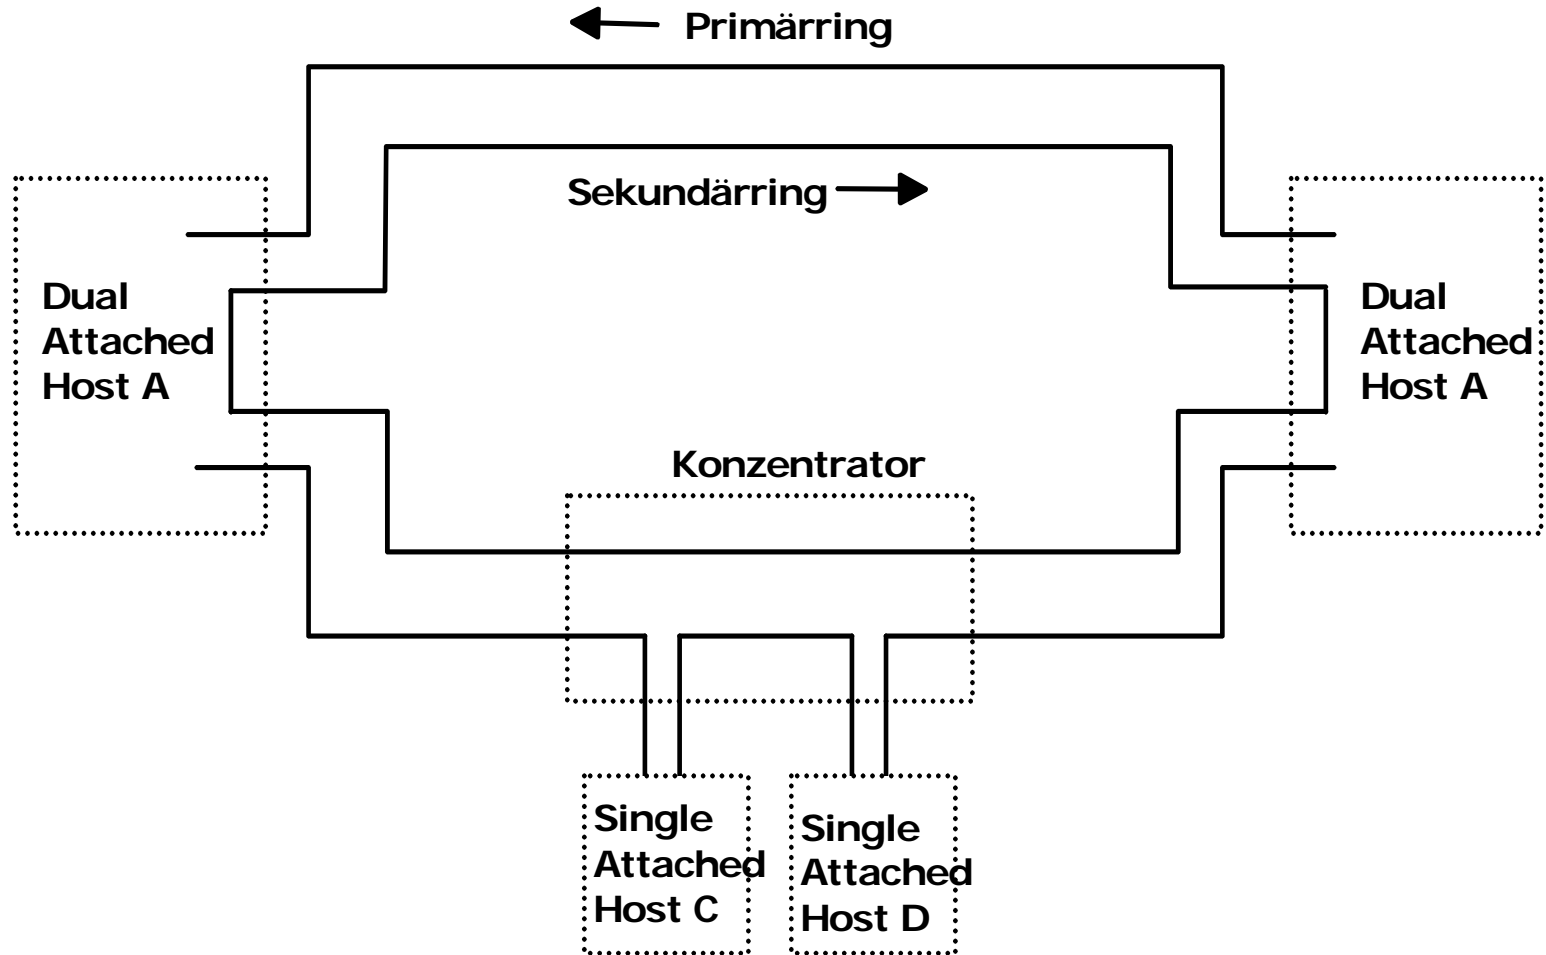 Primärring
Sekundärring
Dual
Attached
Host A
Dual
Attached
Host A
Konzentrator
Single
Attached
Host C
Single
Attached
Host D